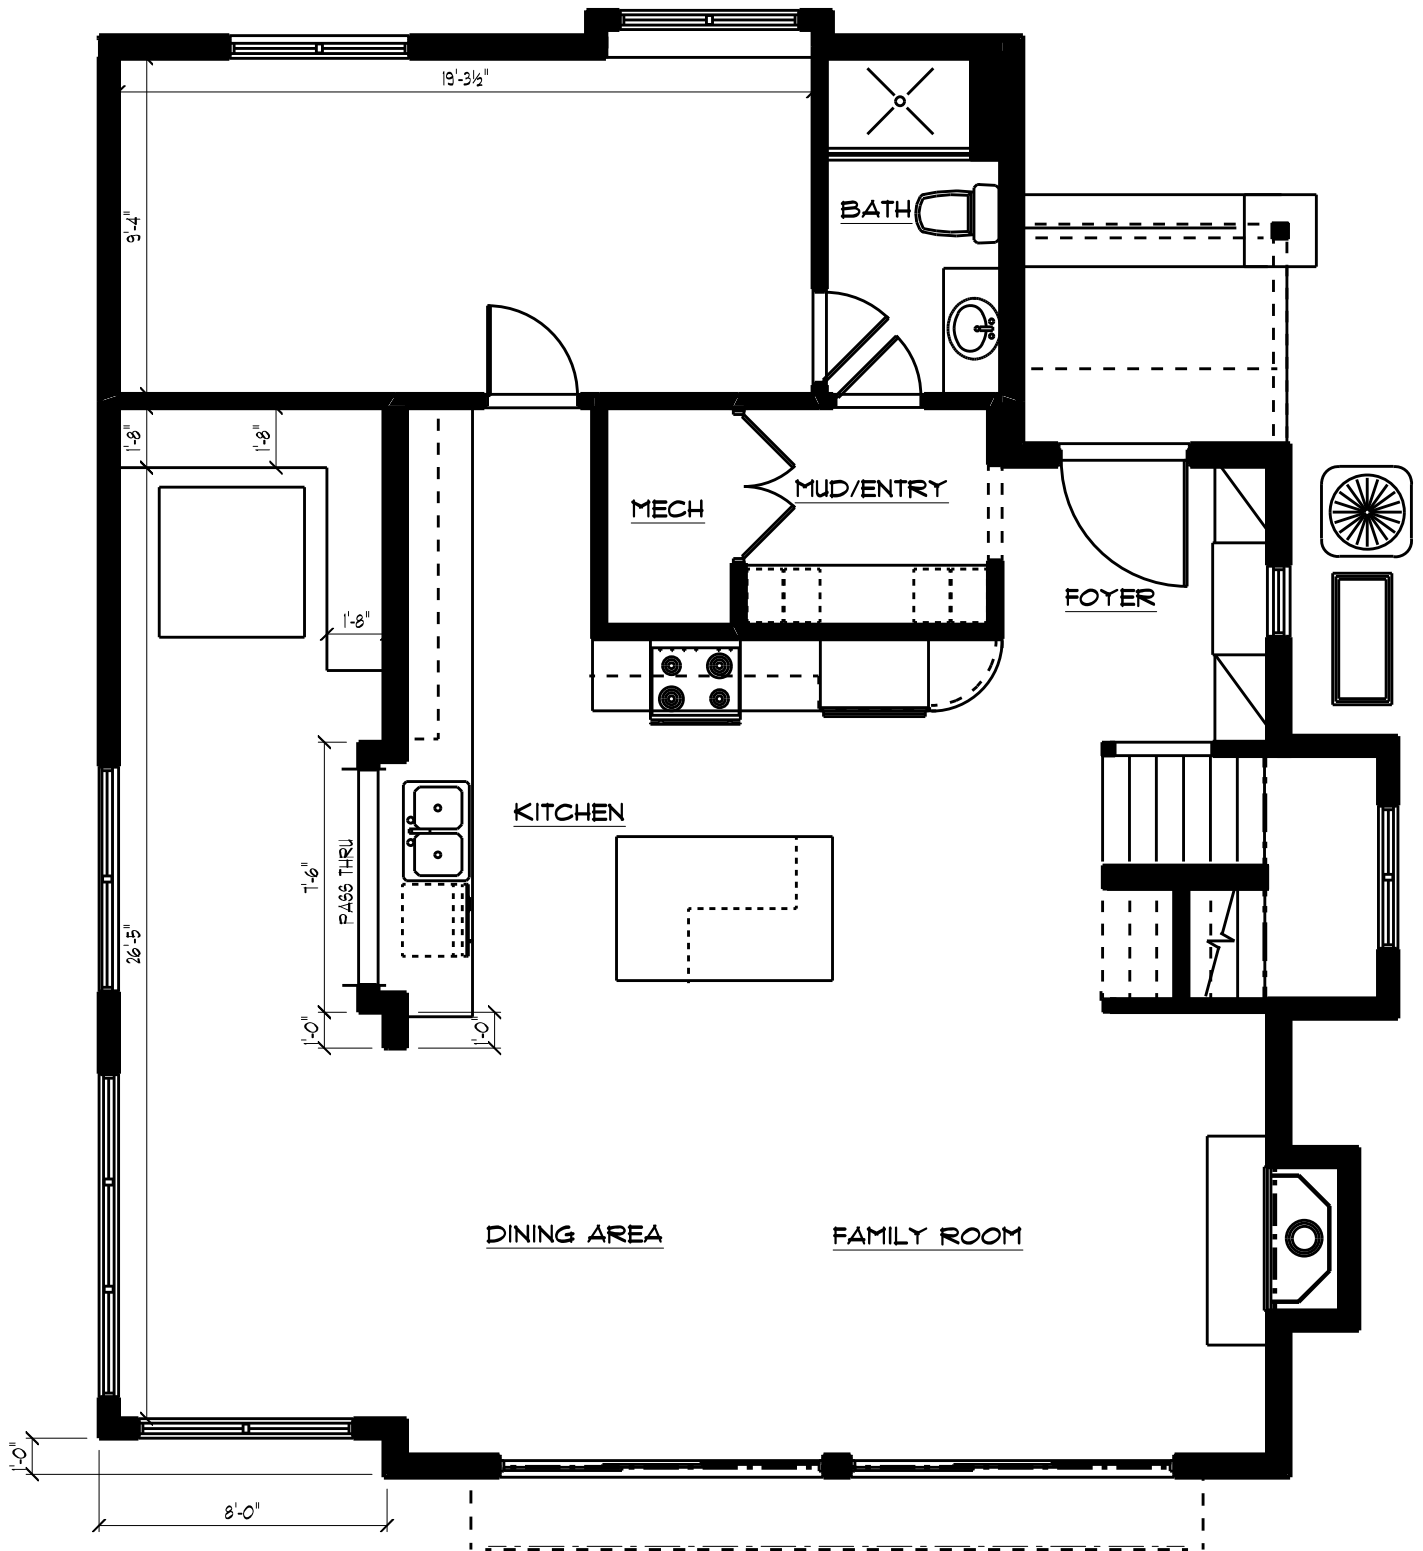 19'-3½"
9'-4"
BATH
1'-8"
1'-8"
MECH
MUD/ENTRY
FOYER
1'-8"
KITCHEN
7'-6"
PASS THRU
26'-5"
1'-0"
1'-0"
DINING AREA
FAMILY ROOM
1'-0"
8'-0"